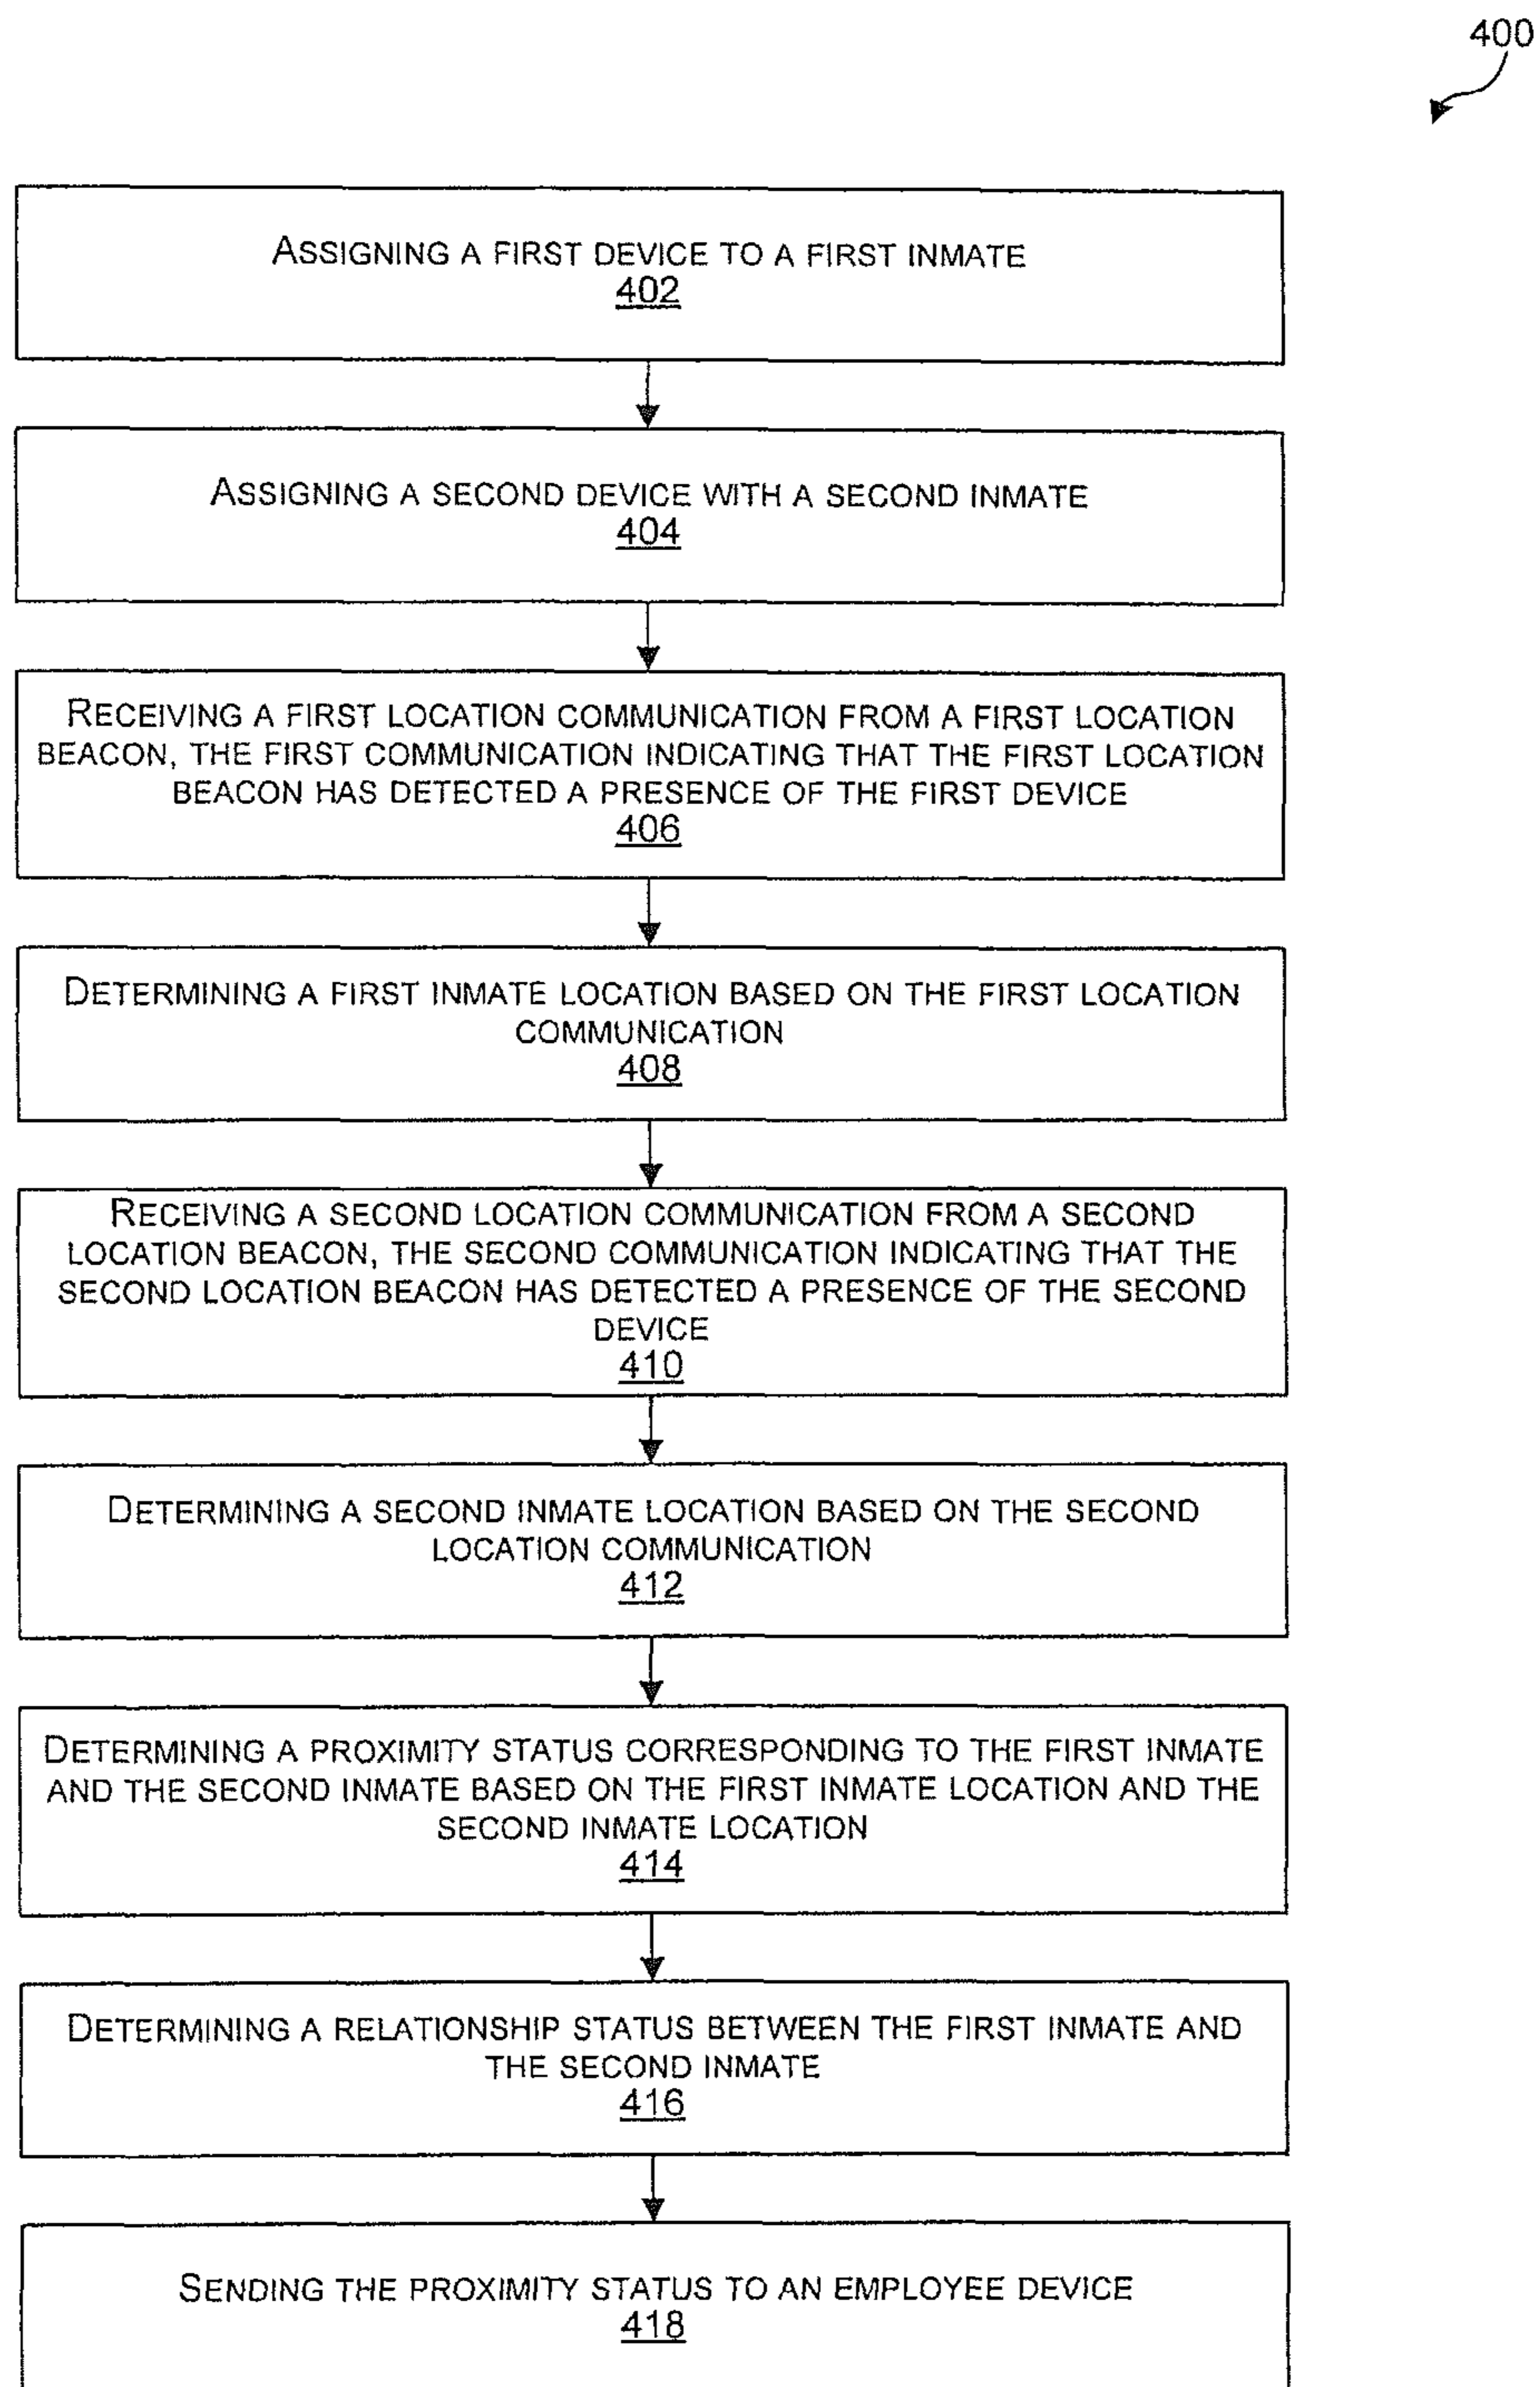 400
ASSIGNING A FIRST DEVICE TO A FIRST INMATE
402
ASSIGNING A SECOND DEVICE WITH A SECOND INMATE
404
RECEIVING A FIRST LOCATION COMMUNICATION FROM A FIRST LOCATION
BEACON, THE FIRST COMMUNICATION INDICATING THAT THE FIRST LOCATION
BEACON HAS DETECTED A PRESENCE OF THE FIRST DEVICE
406
DETERMINING A FIRST INMATE LOCATION BASED ON THE FIRST LOCATION
COMMUNICATION
408
RECEIVING A SECOND LOCATION COMMUNICATION FROM A SECOND
LOCATION BEACON, THE SECOND COMMUNICATION INDICATING THAT THE
SECOND LOCATION BEACON HAS DETECTED A PRESENCE OF THE SECOND
DEVICE
410
DETERMINING A SECOND INMATE LOCATION BASED ON THE SECOND
LOCATION COMMUNICATION
412
DETERMINING A PROXIMITY STATUS CORRESPONDING TO THE FIRST INMATE
AND THE SECOND INMATE BASED ON THE FIRST INMATE LOCATION AND THE
SECOND INMATE LOCATION
414
DETERMINING A RELATIONSHIP STATUS BETWEEN THE FIRST INMATE AND
THE SECOND INMATE
416
SENDING THE PROXIMITY STATUS TO AN EMPLOYEE DEVICE
418